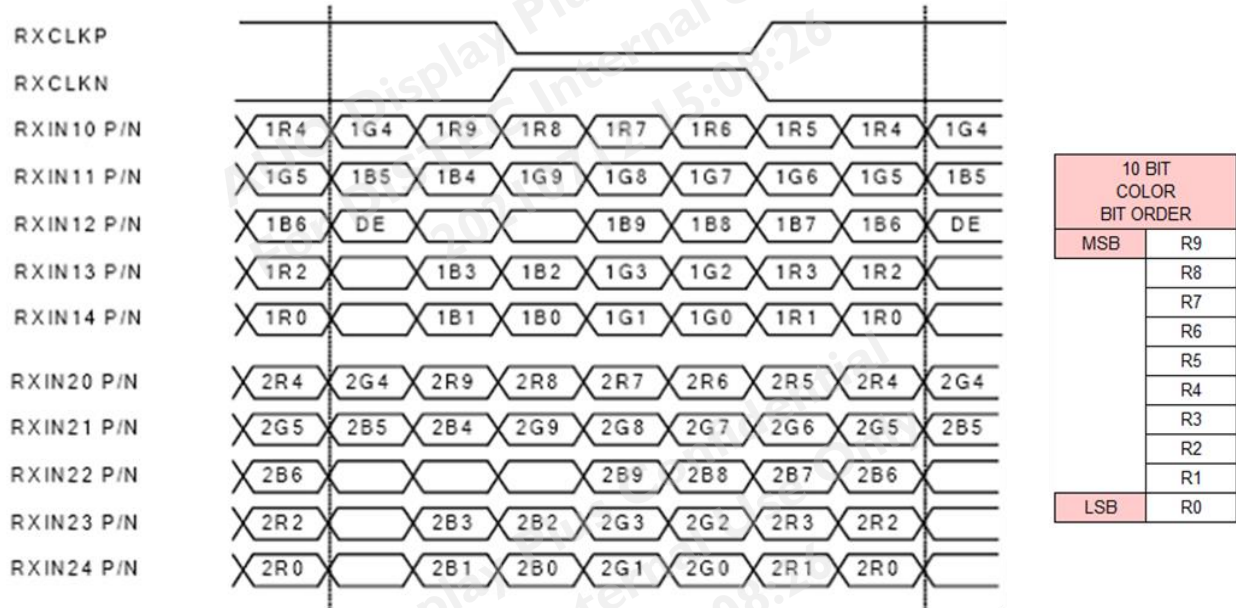 RXCLKP
RXCLKN
RXIN10 P/N 1R4 1G4 1R9 1R8 1R7 1R6 1R5 1R4 1G4
RXIN11 P/N 1G5 1B5 1B4 1G9 1G8 1G7 1G6 1G5 1B5
RXIN12 P/N 1B6 DE 1B9 1B8 1B7 1B6 DE
RXIN13 P/N 1R2 1B3 1B2 1G3 1G2 1R3 1R2
RXIN14 P/N 1R0 1B1 1B0 1G1 1G0 1R1 1R0
RXIN20 P/N 2R4 2G4 2R9 2R8 2R7 2R6 2R5 2R4 2G4
RXIN21 P/N 2G5 2B5 2B4 2G9 2G8 2G7 2G6 2G5 2B5
RXIN22 P/N 2B6 2B9 2B8 2B7 2B6
RXIN23 P/N 2R2 2B3 2B2 2G3 2G2 2R3 2R2
RXIN24 P/N 2R0 2B1 2B0 2G1 2G0 2R1 2R0
10 BIT
COLOR
BIT ORDER
MSB R9
R8
R7
R6
R5
R4
R3
R2
R1
LSB R0